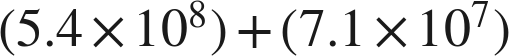 (5.4 × 10⁸) + (7.1 × 10⁷)